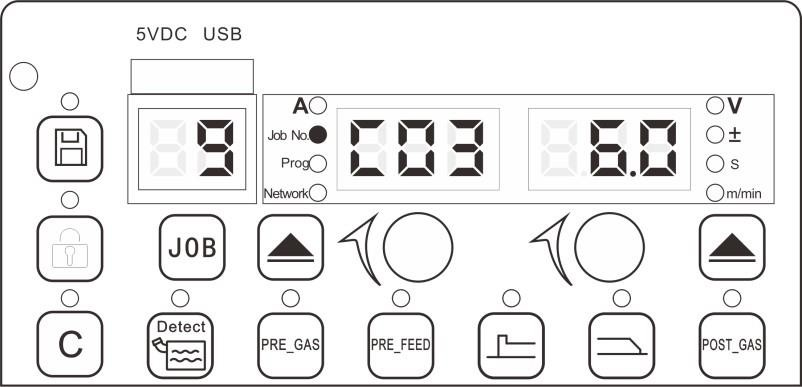 5VDC USB
A
Job No.
Prog
Network
9
C03
6.0
V
±
S
m/min
JOB
C
Detect
PRE_GAS
PRE_FEED
POST_GAS